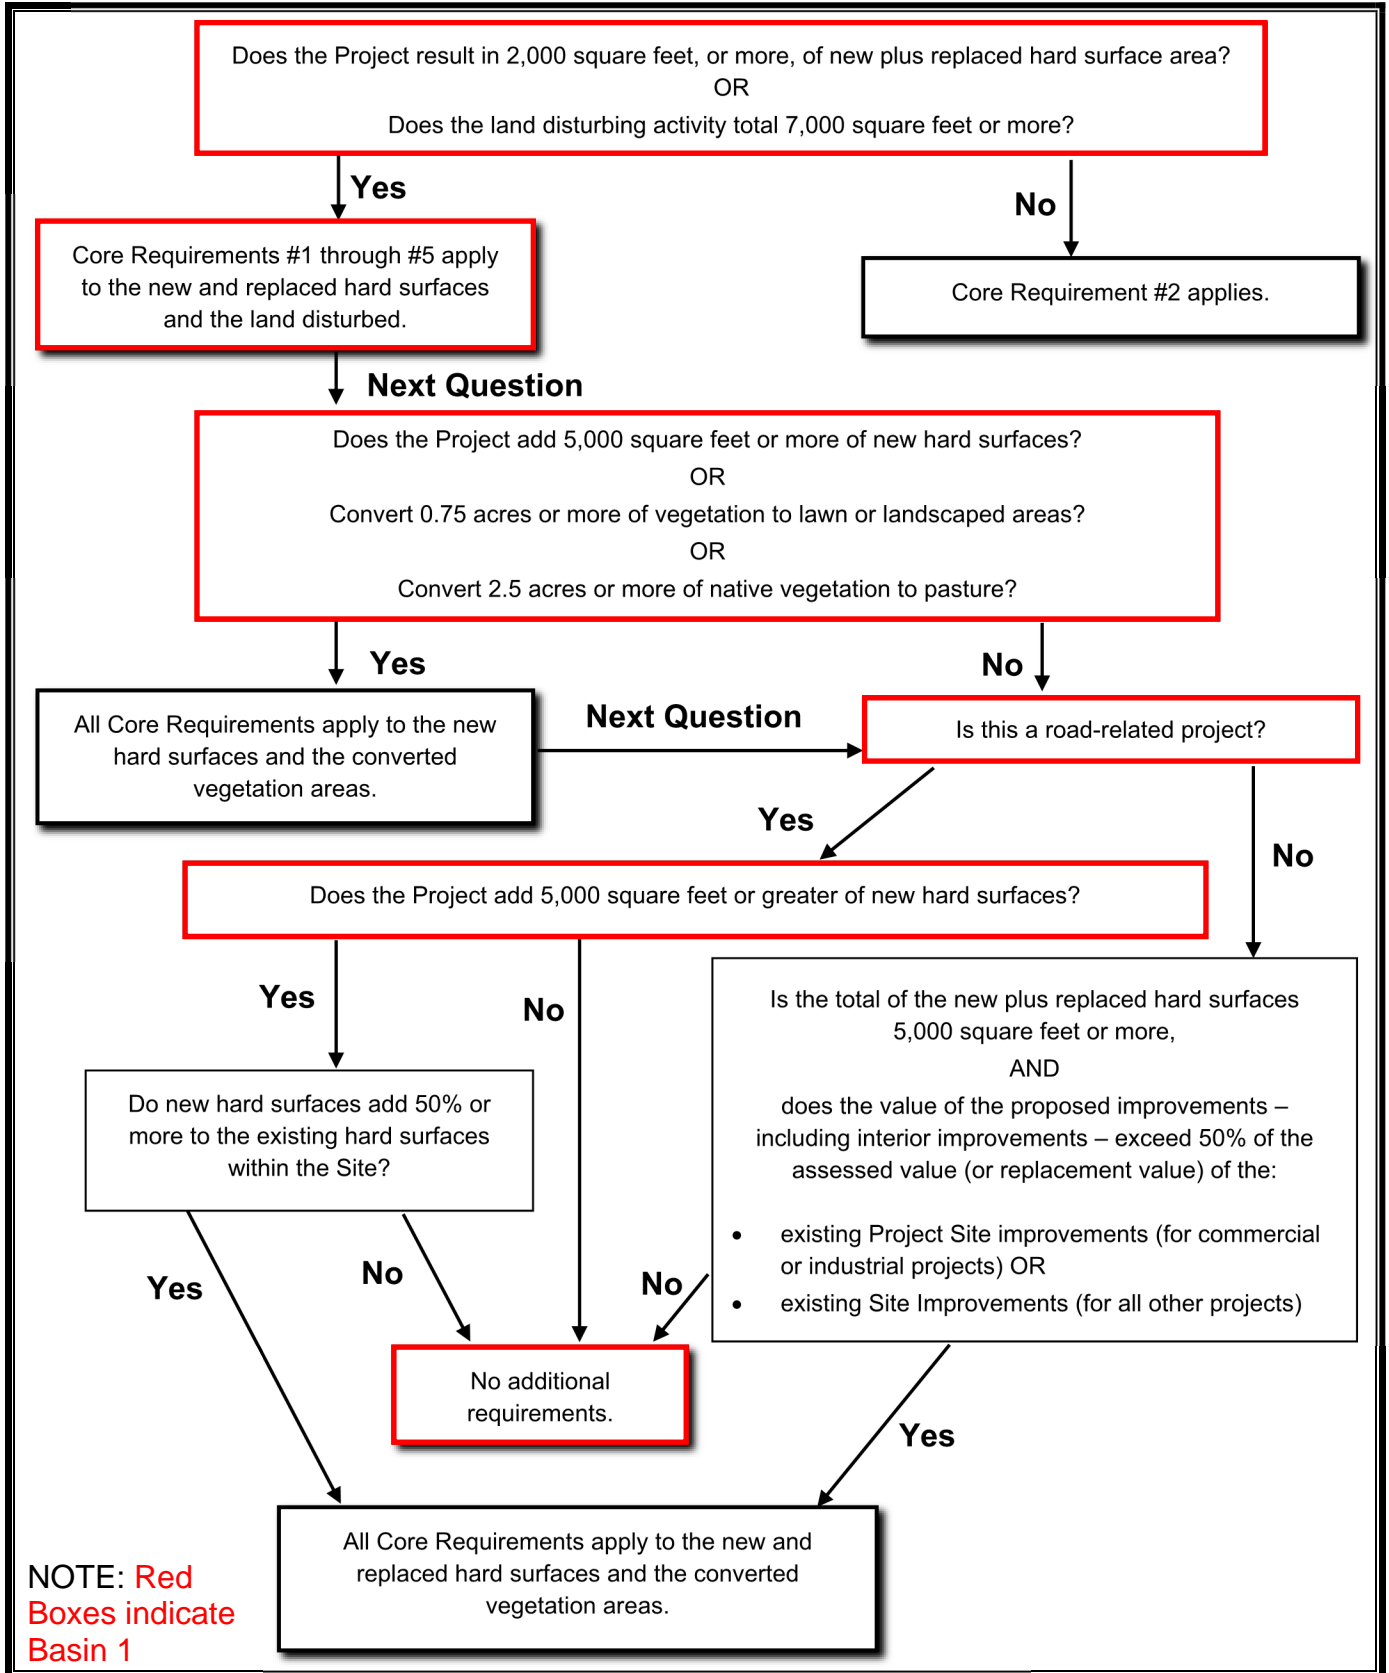 Does the Project result in 2,000 square feet, or more, of new plus replaced hard surface area?
OR
Does the land disturbing activity total 7,000 square feet or more?
Yes
No
Core Requirements #1 through #5 apply
to the new and replaced hard surfaces
and the land disturbed.
Core Requirement #2 applies.
Next Question
Does the Project add 5,000 square feet or more of new hard surfaces?
OR
Convert 0.75 acres or more of vegetation to lawn or landscaped areas?
OR
Convert 2.5 acres or more of native vegetation to pasture?
Yes
No
All Core Requirements apply to the new
hard surfaces and the converted
vegetation areas.
Next Question
Is this a road-related project?
Yes
No
Does the Project add 5,000 square feet or greater of new hard surfaces?
Yes
No
Is the total of the new plus replaced hard surfaces
5,000 square feet or more,
AND
does the value of the proposed improvements –
including interior improvements – exceed 50% of the
assessed value (or replacement value) of the:
• existing Project Site improvements (for commercial
or industrial projects) OR
• existing Site Improvements (for all other projects)
Do new hard surfaces add 50% or
more to the existing hard surfaces
within the Site?
Yes
No
No
No additional
requirements.
Yes
All Core Requirements apply to the new and
replaced hard surfaces and the converted
vegetation areas.
NOTE: Red
Boxes indicate
Basin 1